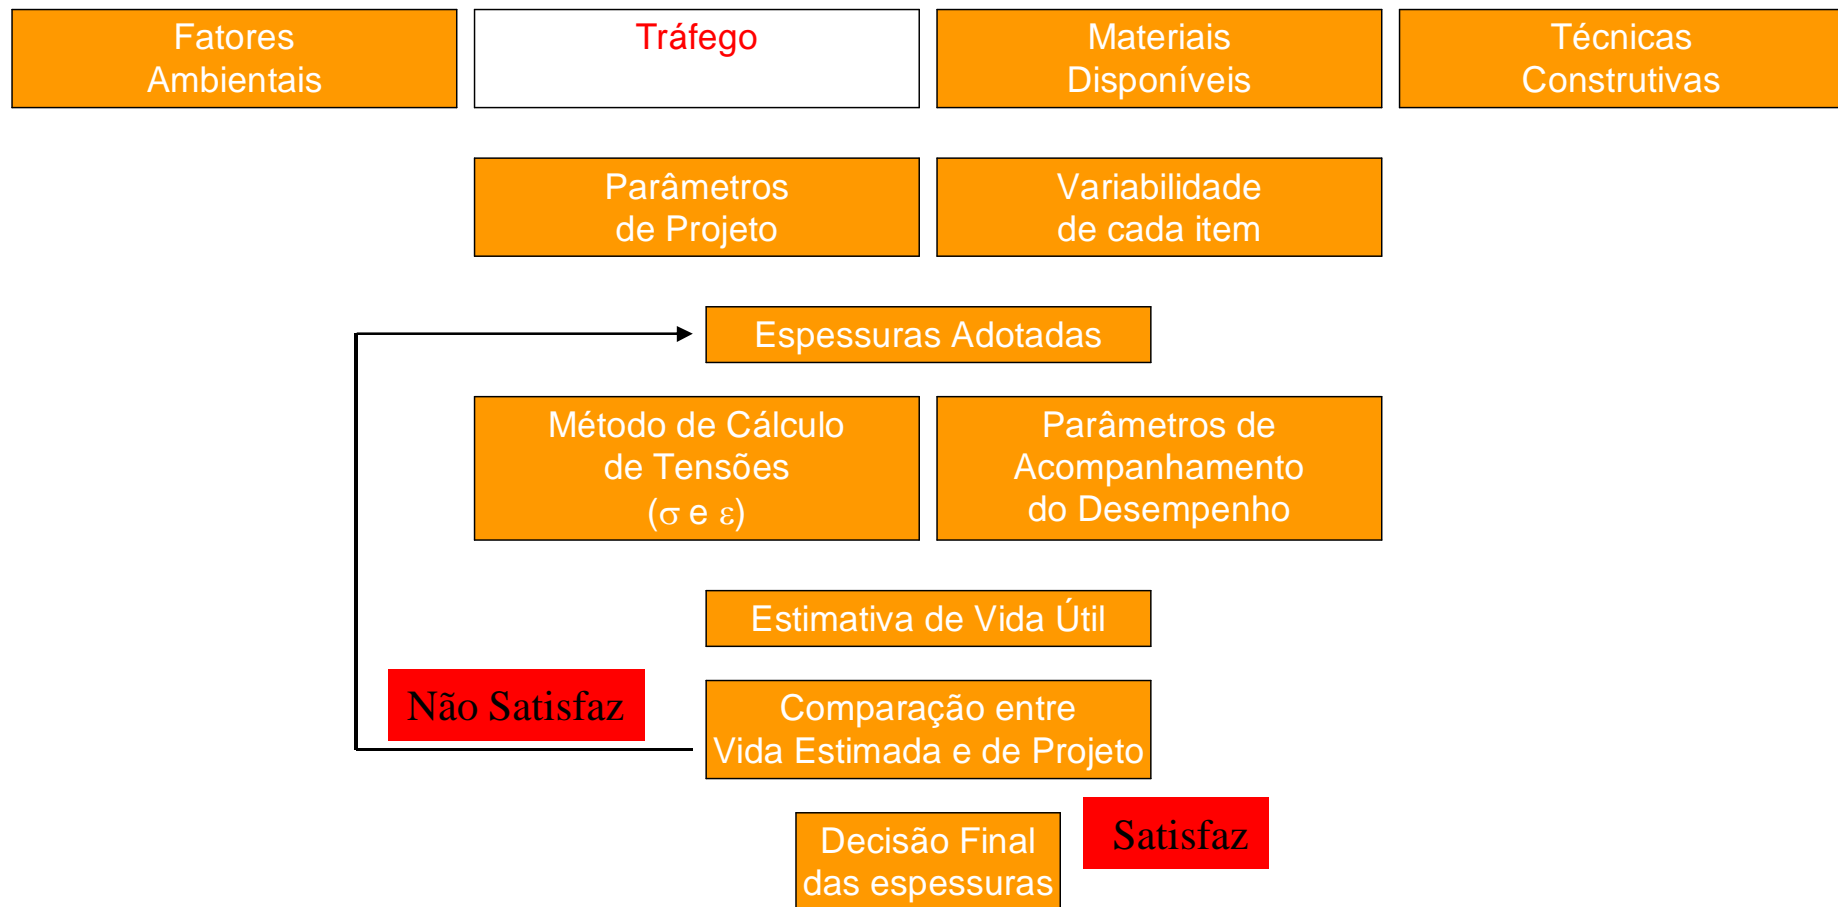 Fatores
Ambientais
Tráfego
Materiais
Disponíveis
Técnicas
Construtivas
Parâmetros
de Projeto
Variabilidade
de cada item
Espessuras Adotadas
Método de Cálculo
de Tensões
(σ e ε)
Parâmetros de
Acompanhamento
do Desempenho
Estimativa de Vida Útil
Não Satisfaz
Comparação entre
Vida Estimada e de Projeto
Decisão Final
das espessuras
Satisfaz